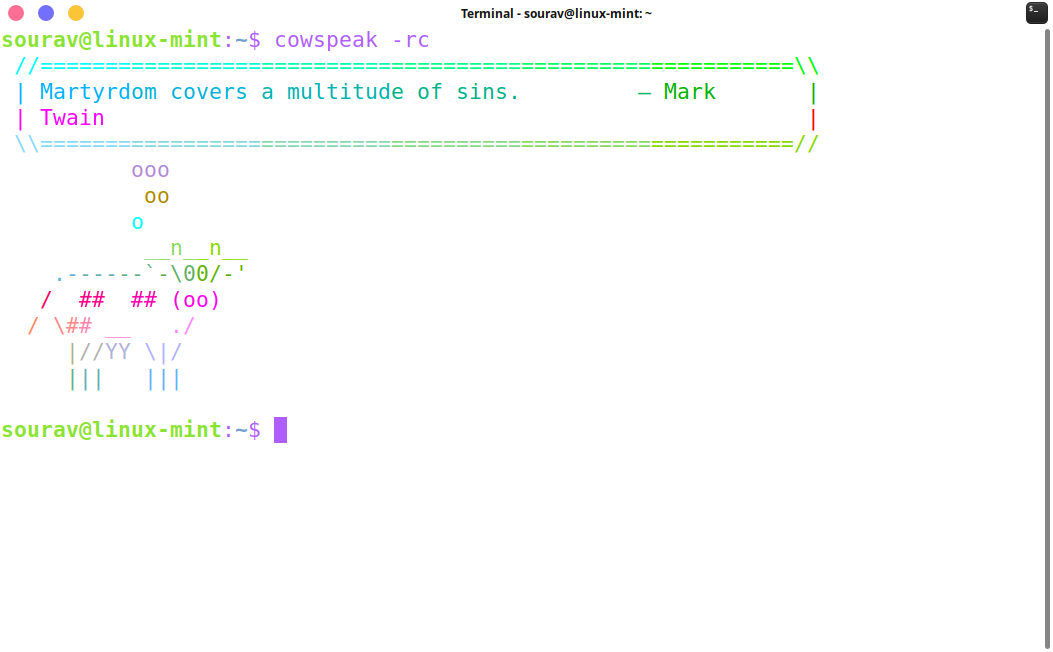 Terminal - sourav@linux-mint: ~
$_
sourav@linux-mint:~$ cowspeak -rc
 //==========================================================\\
 | Martyrdom covers a multitude of sins.         — Mark       |
 | Twain                                                      |
 \\==========================================================//
          ooo
           oo
          o
           __n__n__
    .------`-\00/-'
   /  ##  ## (oo)
  / \## __   ./
     |//YY \|/
     |||   |||
sourav@linux-mint:~$